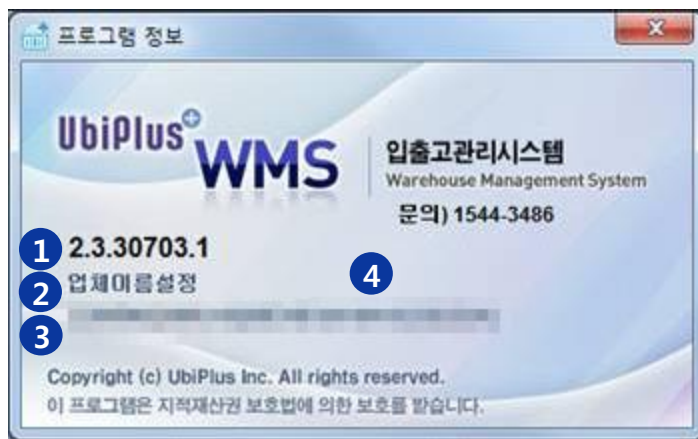 프로그램 정보
UbiPlus+ WMS
입출고관리시스템
Warehouse Management System
문의) 1544-3486
1 2.3.30703.1
2 업체이름설정
4
3
Copyright (c) UbiPlus Inc. All rights reserved.
이 프로그램은 지적재산권 보호법에 의한 보호를 받습니다.